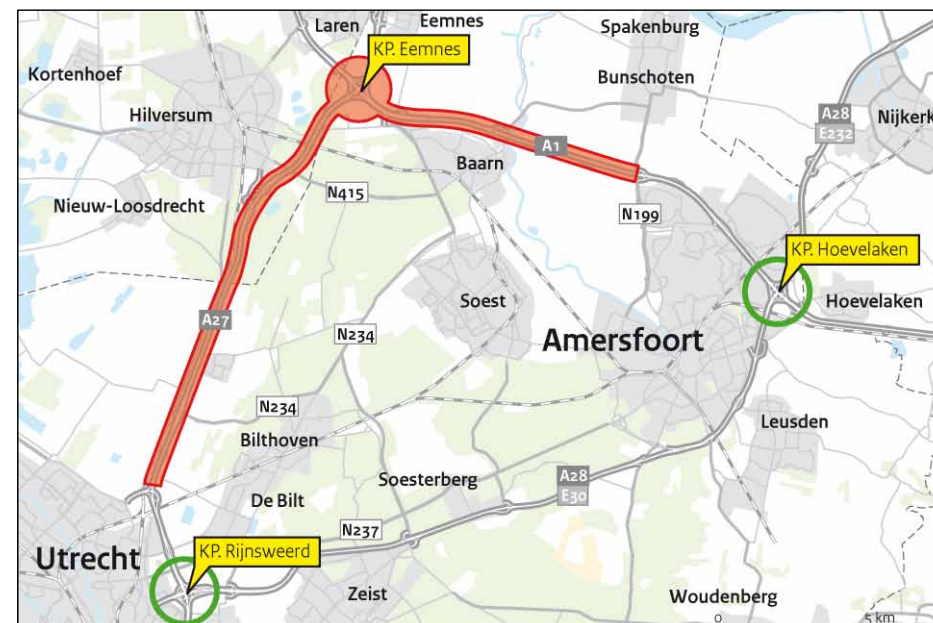 Laren
Eemnes
Spakenburg
KP. Eemnes
Kortenhoef
Bunschoten
Hilversum
A28
E232
Nijkerk
A1
Baarn
N415
Nieuw-Loosdrecht
N199
KP. Hoevelaken
Soest
Hoevelaken
A27
N234
Amersfoort
N234
Bilthoven
Leusden
Soesterberg
A28
E30
De Bilt
N237
KP. Rijnsweerd
Utrecht
Zeist
Woudenberg
0
5 km